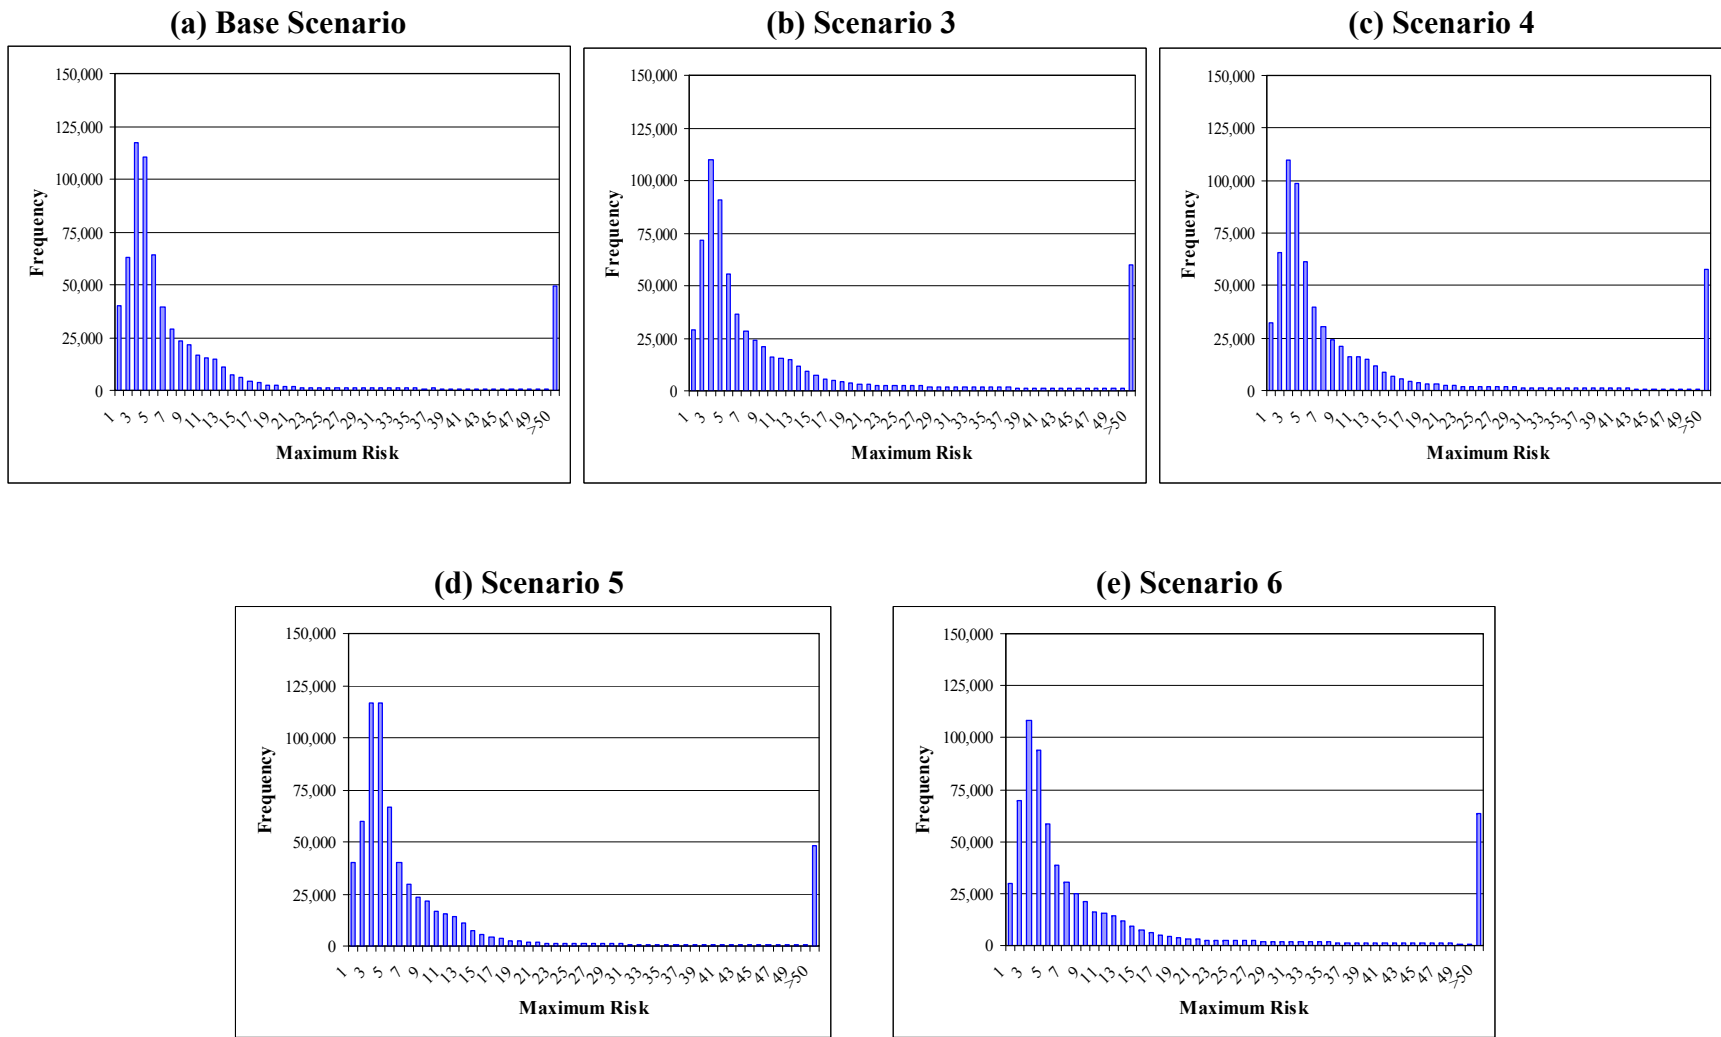 (a) Base Scenario
150,000
125,000
100,000
75,000
50,000
25,000
0
Frequency
1 3 5 7 9 11 13 15 17 19 21 23 25 27 29 31 33 35 37 39 41 43 45 47 49 >50
Maximum Risk
(b) Scenario 3
150,000
125,000
100,000
75,000
50,000
25,000
0
Frequency
1 3 5 7 9 11 13 15 17 19 21 23 25 27 29 31 33 35 37 39 41 43 45 47 49 >50
Maximum Risk
(c) Scenario 4
150,000
125,000
100,000
75,000
50,000
25,000
0
Frequency
1 3 5 7 9 11 13 15 17 19 21 23 25 27 29 31 33 35 37 39 41 43 45 47 49 >50
Maximum Risk
(d) Scenario 5
150,000
125,000
100,000
75,000
50,000
25,000
0
Frequency
1 3 5 7 9 11 13 15 17 19 21 23 25 27 29 31 33 35 37 39 41 43 45 47 49 >50
Maximum Risk
(e) Scenario 6
150,000
125,000
100,000
75,000
50,000
25,000
0
Frequency
1 3 5 7 9 11 13 15 17 19 21 23 25 27 29 31 33 35 37 39 41 43 45 47 49 >50
Maximum Risk